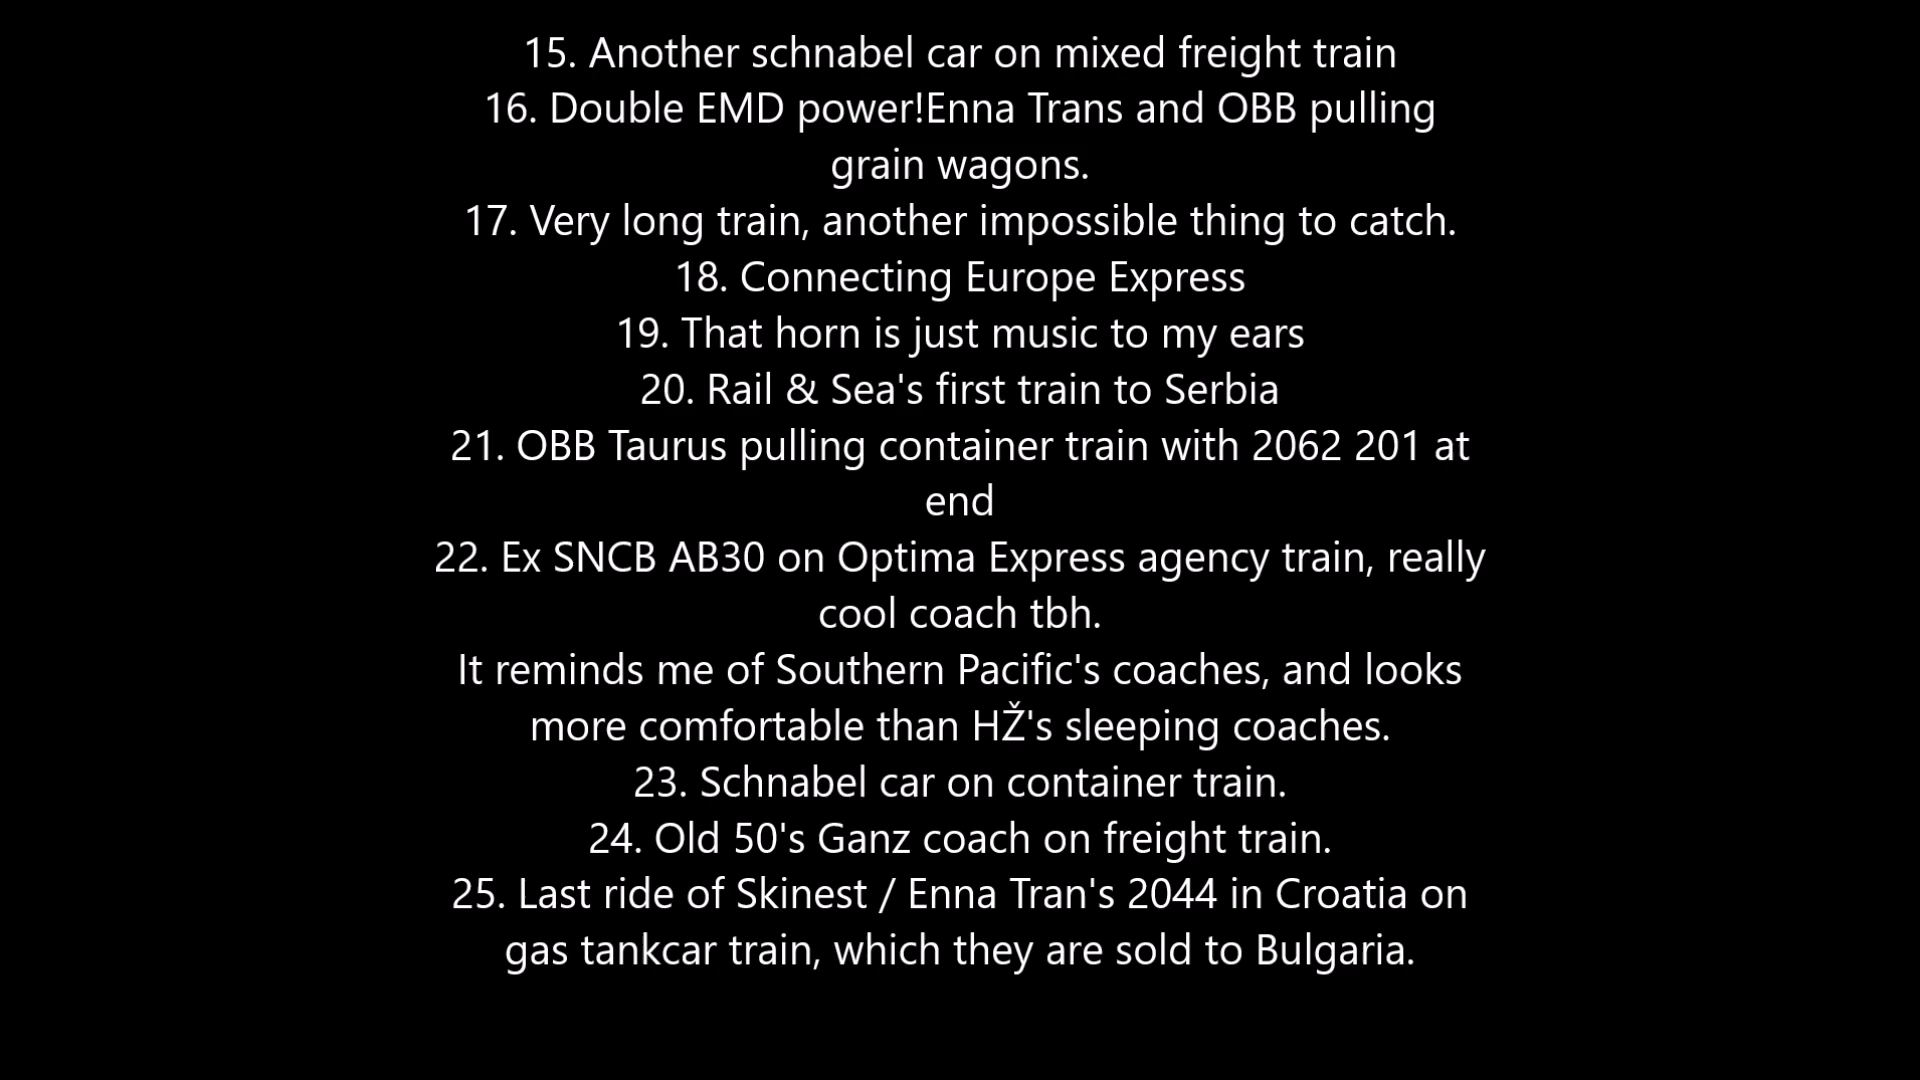 15. Another schnabel car on mixed freight train
16. Double EMD power!Enna Trans and OBB pulling
grain wagons.
17. Very long train, another impossible thing to catch.
18. Connecting Europe Express
19. That horn is just music to my ears
20. Rail & Sea's first train to Serbia
21. OBB Taurus pulling container train with 2062 201 at
end
22. Ex SNCB AB30 on Optima Express agency train, really
cool coach tbh.
It reminds me of Southern Pacific's coaches, and looks
more comfortable than HŽ's sleeping coaches.
23. Schnabel car on container train.
24. Old 50's Ganz coach on freight train.
25. Last ride of Skinest / Enna Tran's 2044 in Croatia on
gas tankcar train, which they are sold to Bulgaria.